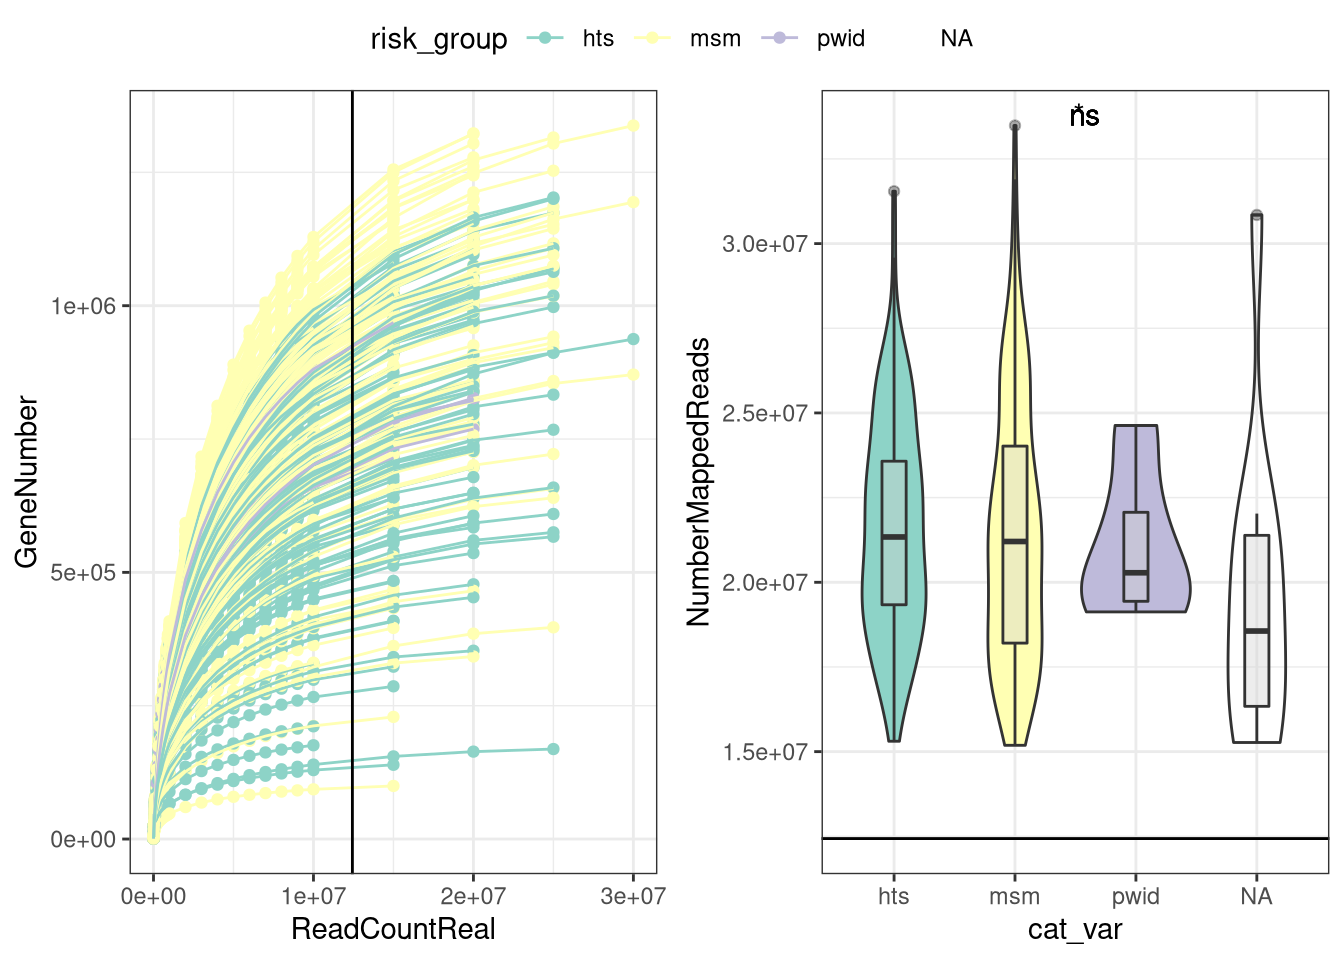 risk_group hts msm pwid NA
GeneNumber
1e+06
5e+05
0e+00
0e+00 1e+07 2e+07 3e+07
ReadCountReal
NumberMappedReads
ns
*
3.0e+07
2.5e+07
2.0e+07
1.5e+07
hts msm pwid NA
cat_var